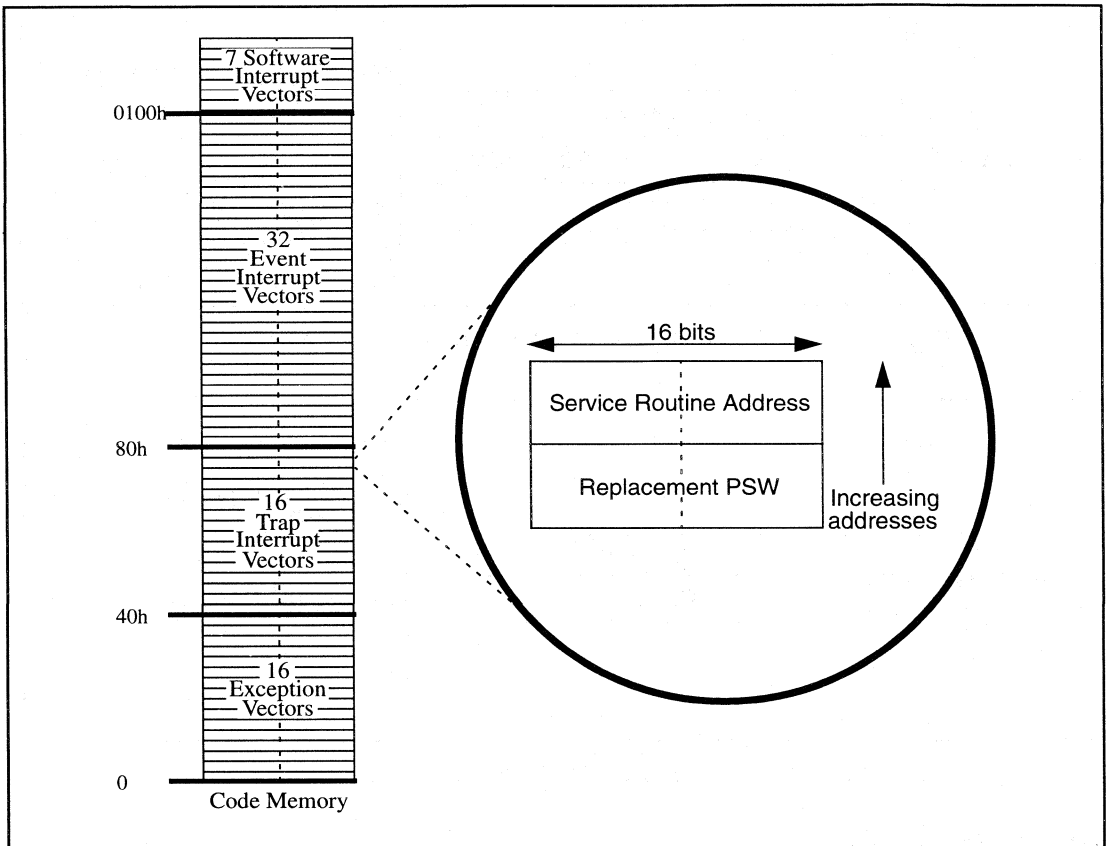 7 Software
Interrupt
Vectors
0100h
32
Event
Interrupt
Vectors
80h
16
Trap
Interrupt
Vectors
40h
16
Exception
Vectors
0
Code Memory
16 bits
Service Routine Address
Replacement PSW
Increasing
addresses